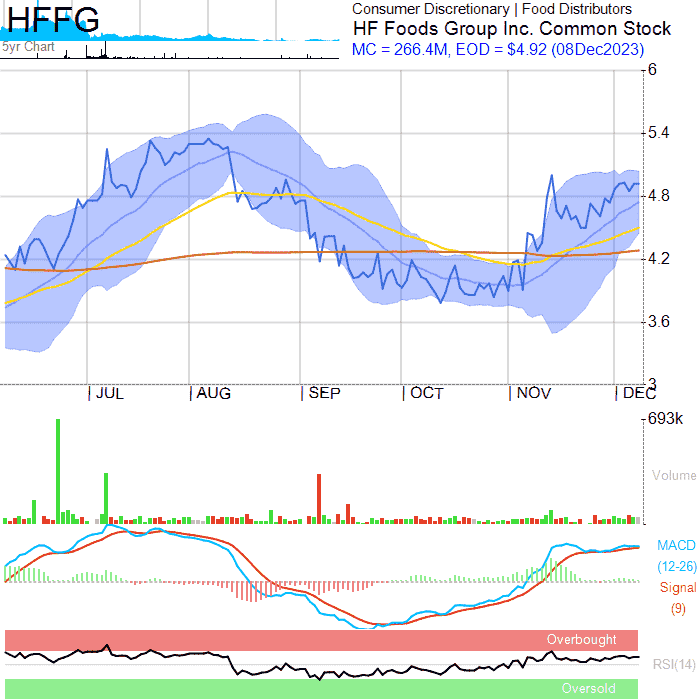 HFFG
5yr Chart
Consumer Discretionary | Food Distributors
HF Foods Group Inc. Common Stock
MC = 266.4M, EOD = $4.92 (08Dec2023)
6
5.4
4.8
4.2
3.6
3
JUL
AUG
SEP
OCT
NOV
DEC
693k
Volume
MACD
(12-26)
Signal
(9)
Overbought
RSI(14)
Oversold